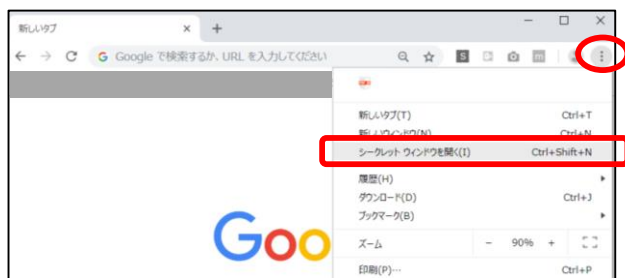 新しいタブ
Google で検索するか、URL を入力してください
新しいタブ(T) Ctrl+T
新しいウィンドウ(N) Ctrl+N
シークレット ウィンドウを開く(I) Ctrl+Shift+N
履歴(H)
ダウンロード(D) Ctrl+J
ブックマーク(B)
Goo
ズーム - 90% +
印刷(P)… Ctrl+P